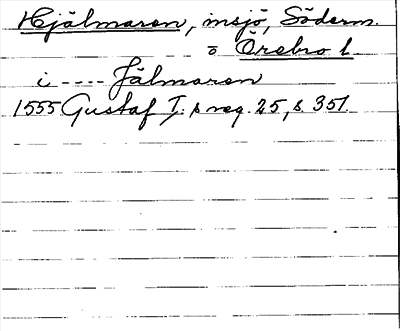 Hjälmaren, insjö, Söderm.
o Örebro l.
i ---- Jälmaren
1555 Gustaf I:s reg. 25, s. 351.